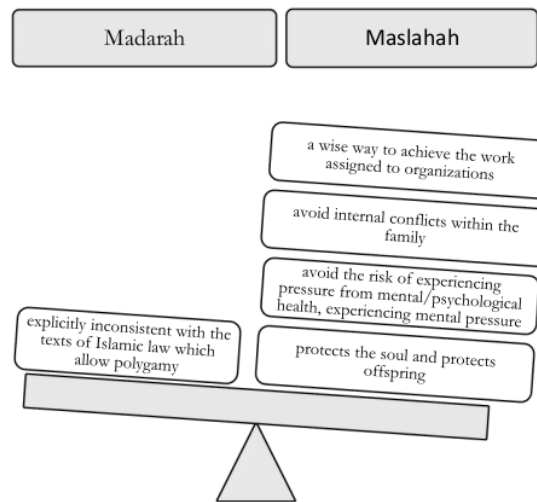 Madarah
Maslahah
a wise way to achieve the work
assigned to organizations
avoid internal conflicts within the
family
avoid the risk of experiencing
pressure from mental/psychological
health, experiencing mental pressure
explicitly inconsistent with the
texts of Islamic law which
allow polygamy
protects the soul and protects
offspring